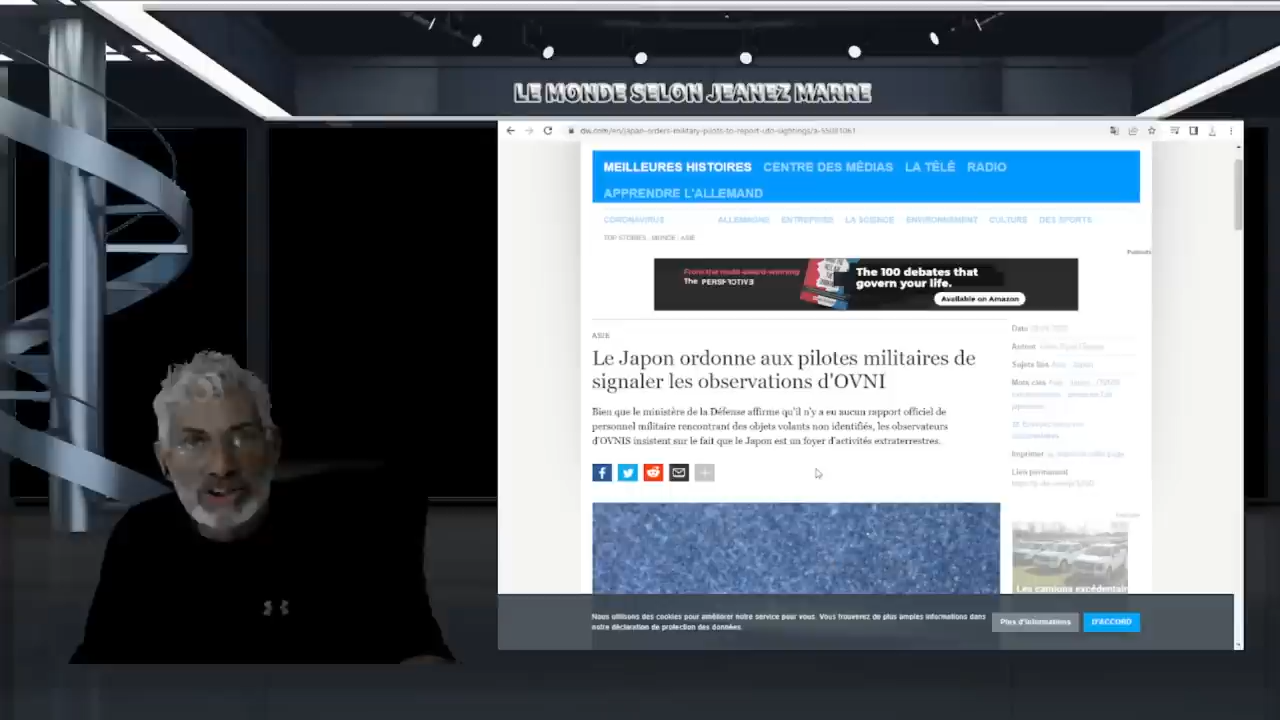 LE MONDE SELON JEANEZ MARRE
dw.com/en/japan-orders-military-pilots-to-report-ufo-sightings/a-55081061
MEILLEURES HISTOIRES CENTRE DES MÉDIAS LA TÉLÉ RADIO
APPRENDRE L'ALLEMAND
CORONAVIRUS ALLEMAGNE ENTREPRISE LA SCIENCE ENVIRONNEMENT CULTURE DES SPORTS
TOP STORIES MONDE ASIE
Publicité
From the multi-award-winning
The PERSPECTIVE
The 100 debates that
govern your life.
Available on Amazon
ASIE
Le Japon ordonne aux pilotes militaires de
signaler les observations d'OVNI
Bien que le ministère de la Défense affirme qu'il n'y a eu aucun rapport officiel de
personnel militaire rencontrant des objets volants non identifiés, les observateurs
d'OVNIS insistent sur le fait que le Japon est un foyer d'activités extraterrestres.
Date
Auteur
Sujets liés Asie Japon
Mots clés Asie Japon
Imprimer
Lien permanent
Les camions excédentair
Nous utilisons des cookies pour améliorer notre service pour vous. Vous trouverez de plus amples informations dans
notre déclaration de protection des données.
Plus d'informations
D'ACCORD